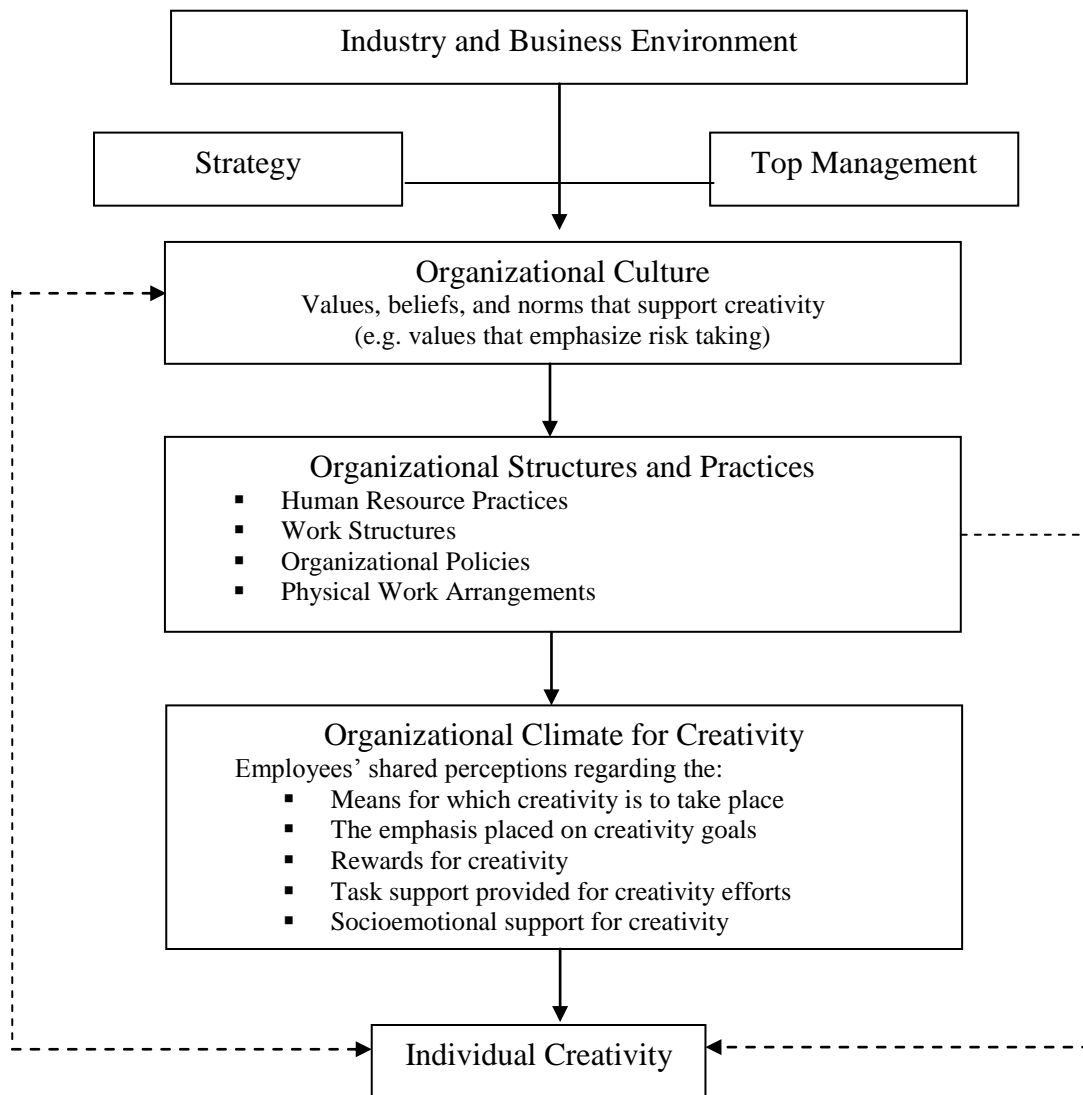 Industry and Business Environment
Strategy
Top Management
Organizational Culture
Values, beliefs, and norms that support creativity
(e.g. values that emphasize risk taking)
Organizational Structures and Practices
▪ Human Resource Practices
▪ Work Structures
▪ Organizational Policies
▪ Physical Work Arrangements
Organizational Climate for Creativity
Employees’ shared perceptions regarding the:
▪ Means for which creativity is to take place
▪ The emphasis placed on creativity goals
▪ Rewards for creativity
▪ Task support provided for creativity efforts
▪ Socioemotional support for creativity
Individual Creativity